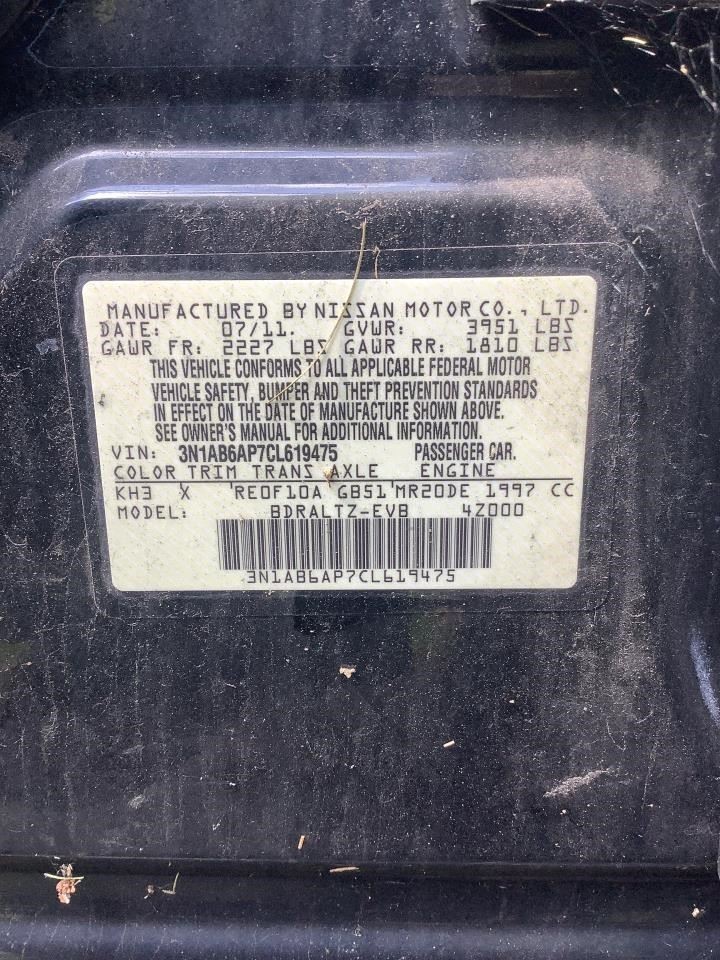 MANUFACTURED BY NISSAN MOTOR CO., LTD.
DATE: 07/11. GVWR: 3951 LBS
GAWR FR: 2227 LBS GAWR RR: 1810 LBS
THIS VEHICLE CONFORMS TO ALL APPLICABLE FEDERAL MOTOR
VEHICLE SAFETY, BUMPER AND THEFT PREVENTION STANDARDS
IN EFFECT ON THE DATE OF MANUFACTURE SHOWN ABOVE.
SEE OWNER'S MANUAL FOR ADDITIONAL INFORMATION.
VIN: 3N1AB6AP7CL619475 PASSENGER CAR.
COLOR TRIM TRANS AXLE ENGINE
KH3 X RE0F10A GB51 MR20DE 1997 CC
MODEL: BDRALTZ-EVB 4Z000
3N1AB6AP7CL619475